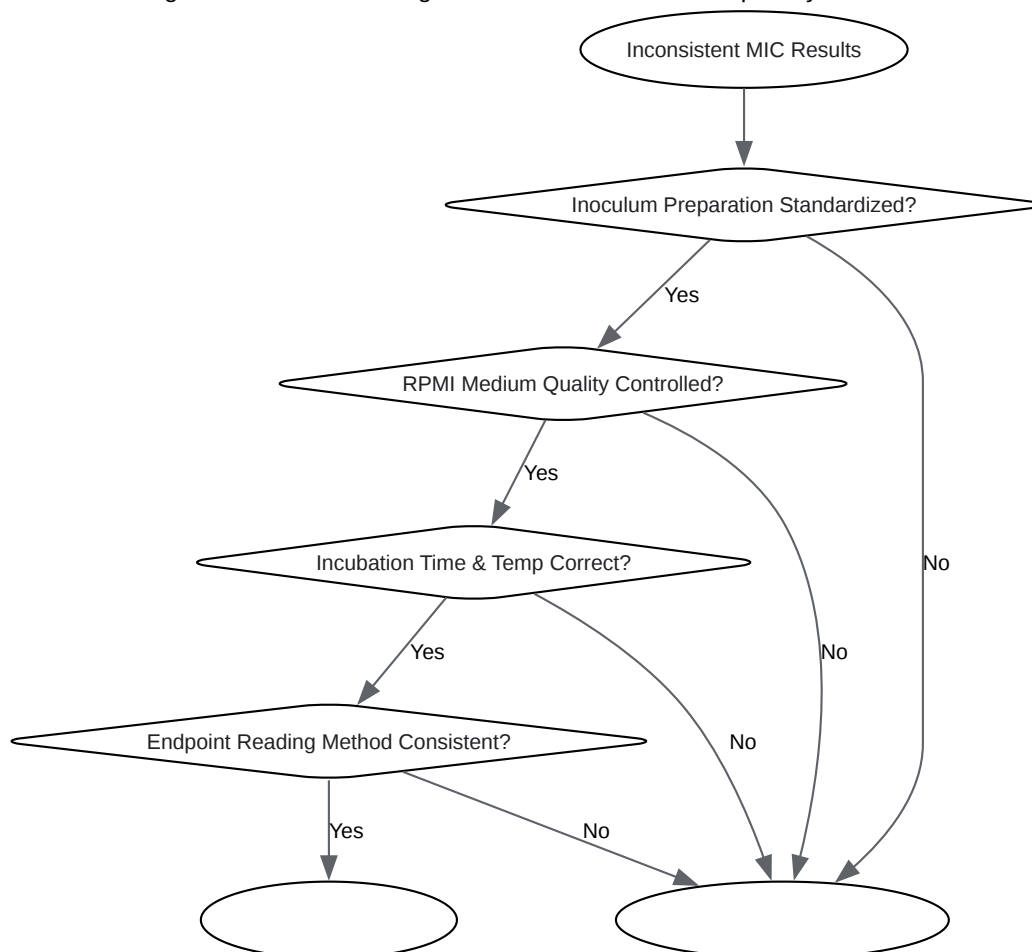 Inconsistent MIC Results
Inoculum Preparation Standardized?
Yes
RPMI Medium Quality Controlled?
Yes
No
Incubation Time & Temp Correct?
Yes
No
No
Endpoint Reading Method Consistent?
Yes
No